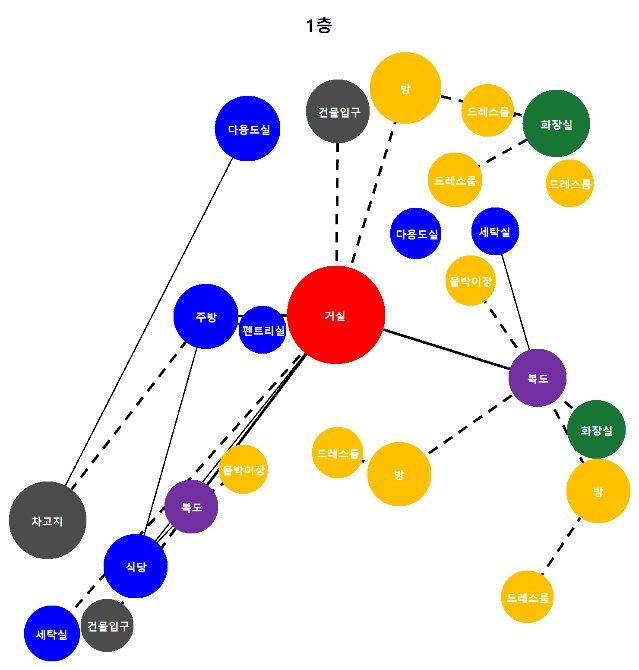 1층
방
건물입구
드레스룸
화장실
다용도실
드레스룸
드레스룸
다용도실
세탁실
붙박이장
주방
펜트리실
거실
복도
화장실
드레스룸
방
붙박이장
방
복도
차고지
식당
드레스룸
건물입구
세탁실